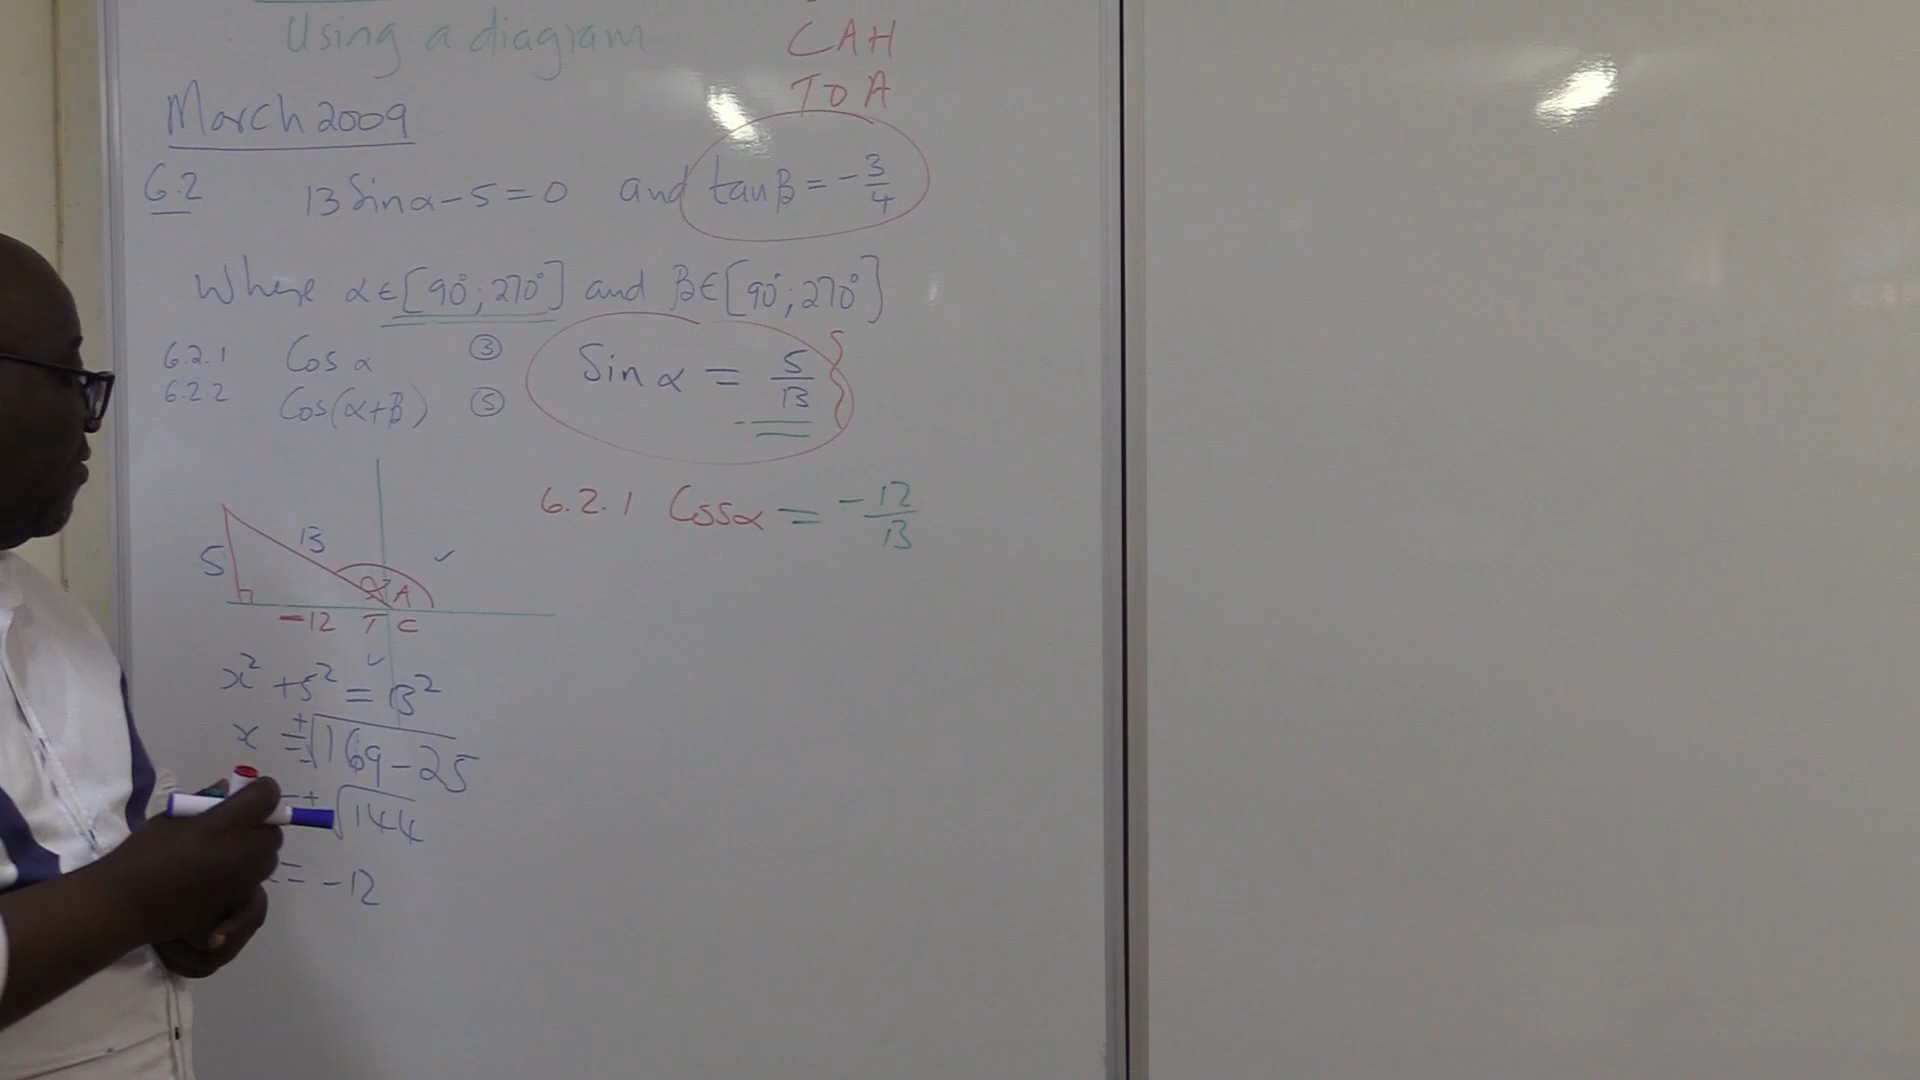 Using a diagram
CAH
TOA
March 2009
6.2 13 Sin α - 5 = 0 and tan β = -3/4
Where α ∈ [90°; 270°] and β ∈ [90°; 270°]
6.2.1 Cos α ③
6.2.2 Cos(α+β) ⑤
Sin α = 5/13
6.2.1 Cos α = -12/13
13
5
α A
-12 T C
x² + 5² = 13²
x = ±√169-25
= ±√144
= -12